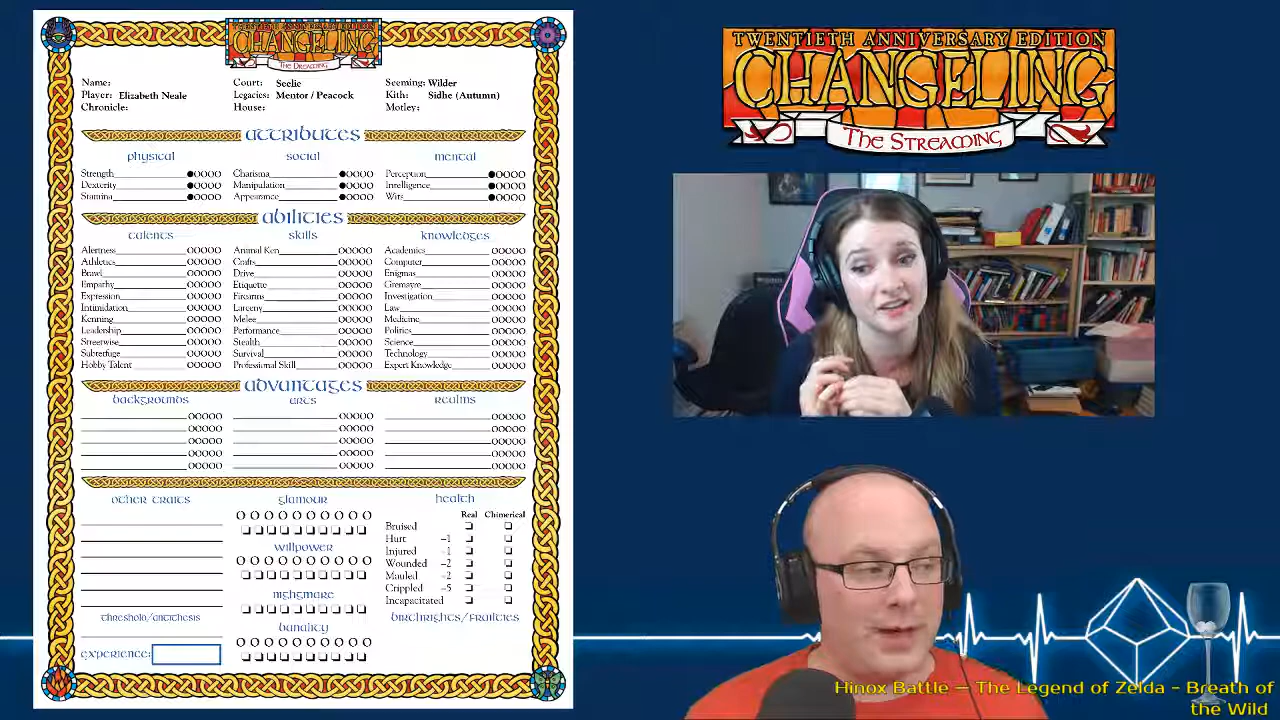 TWENTIETH ANNIVERSARY EDITION
CHANGELING
The Dreaming
Name:
Player: Elizabeth Neale
Chronicle:
Court: Seelie
Legacies: Mentor / Peacock
House:
Seeming: Wilder
Kith: Sidhe (Autumn)
Motley:
attributes
physical
social
mental
Strength
Charisma
Perception
Dexterity
Manipulation
Intelligence
Stamina
Appearance
Wits
abilities
talents
skills
knowledges
Alertness
Animal Ken
Academics
Athletics
Crafts
Computer
Brawl
Drive
Enigmas
Empathy
Etiquette
Gremayre
Expression
Firearms
Investigation
Intimidation
Larceny
Law
Kenning
Melee
Medicine
Leadership
Performance
Politics
Streetwise
Stealth
Science
Subterfuge
Survival
Technology
Hobby Talent
Professional Skill
Expert Knowledge
advantages
backgrounds
arts
realms
other traits
glamour
health
Real Chimerical
Bruised
Hurt -1
Injured -1
Wounded -2
Mauled -2
Crippled -5
Incapacitated
willpower
nightmare
banality
threshold/antithesis
birthrights/frailties
experience:
TWENTIETH ANNIVERSARY EDITION
CHANGELING
The Streaming
Hinox Battle — The Legend of Zelda - Breath of
the Wild